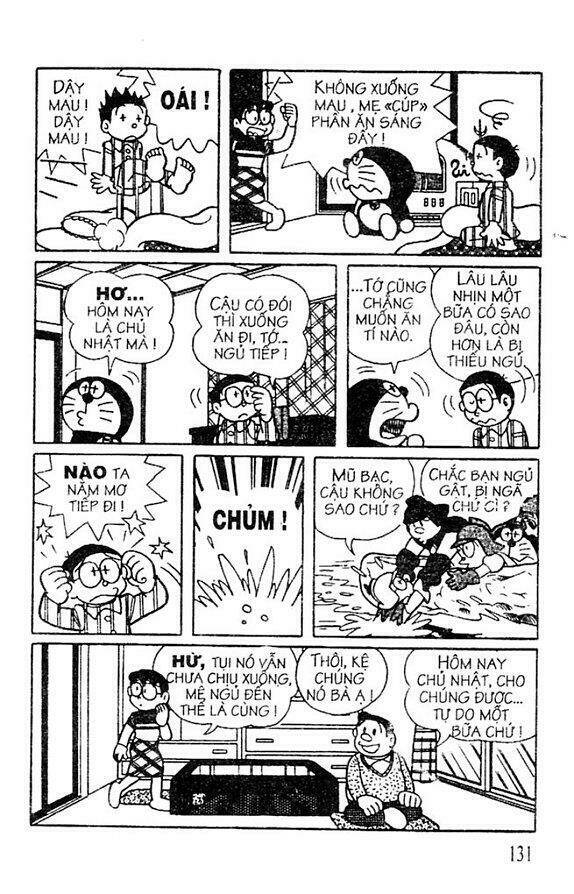 DẬY
MAU !
DẬY
MAU !
OÁI !
KHÔNG XUỐNG
MAU , MẸ «CÚP»
PHẦN ĂN SÁNG
ĐẤY !
HƠ...
HÔM NAY
LÀ CHỦ
NHẬT MÀ !
CẬU CÓ ĐÓI
THÌ XUỐNG
ĂN ĐI, TỚ...
NGỦ TIẾP !
...TỚ CŨNG
CHẲNG
MUỐN ĂN
TÍ NÀO.
LÂU LÂU
NHỊN MỘT
BỮA CÓ SAO
ĐÂU, CÒN
HƠN LÀ BỊ
THIẾU NGỦ
NÀO TA
NẰM MƠ
TIẾP ĐI !
CHỦM !
MŨ BẠC,
CẬU KHÔNG
SAO CHỨ ?
CHẮC BẠN NGỦ
GẬT, BỊ NGÃ
CHỨ GÌ ?
HỪ, TỤI NÓ VẪN
CHƯA CHỊU XUỐNG,
MÊ NGỦ ĐẾN
THẾ LÀ CÙNG !
THÔI, KỆ
CHÚNG
NÓ BÀ Ạ !
HÔM NAY
CHỦ NHẬT, CHO
CHÚNG ĐƯỢC...
TỰ DO MỘT
BỮA CHỨ !
131